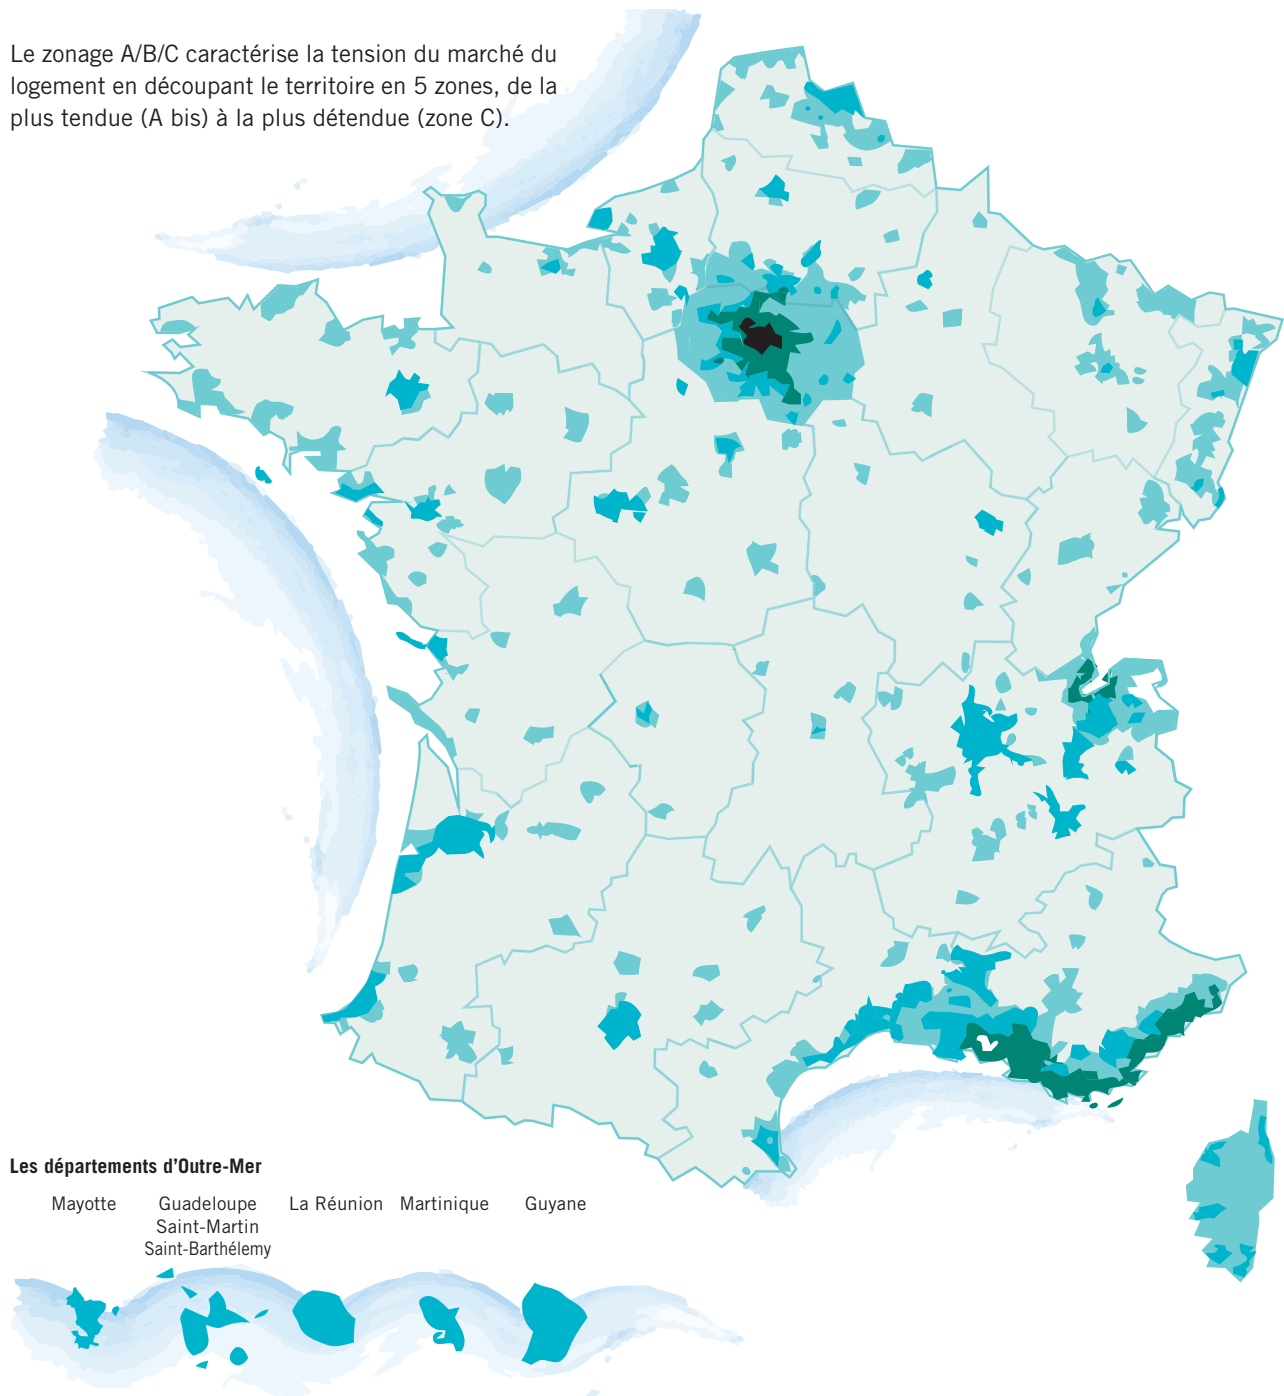 Le zonage A/B/C caractérise la tension du marché du
logement en découpant le territoire en 5 zones, de la
plus tendue (A bis) à la plus détendue (zone C).
Les départements d'Outre-Mer
Mayotte
Guadeloupe
Saint-Martin
Saint-Barthélemy
La Réunion
Martinique
Guyane